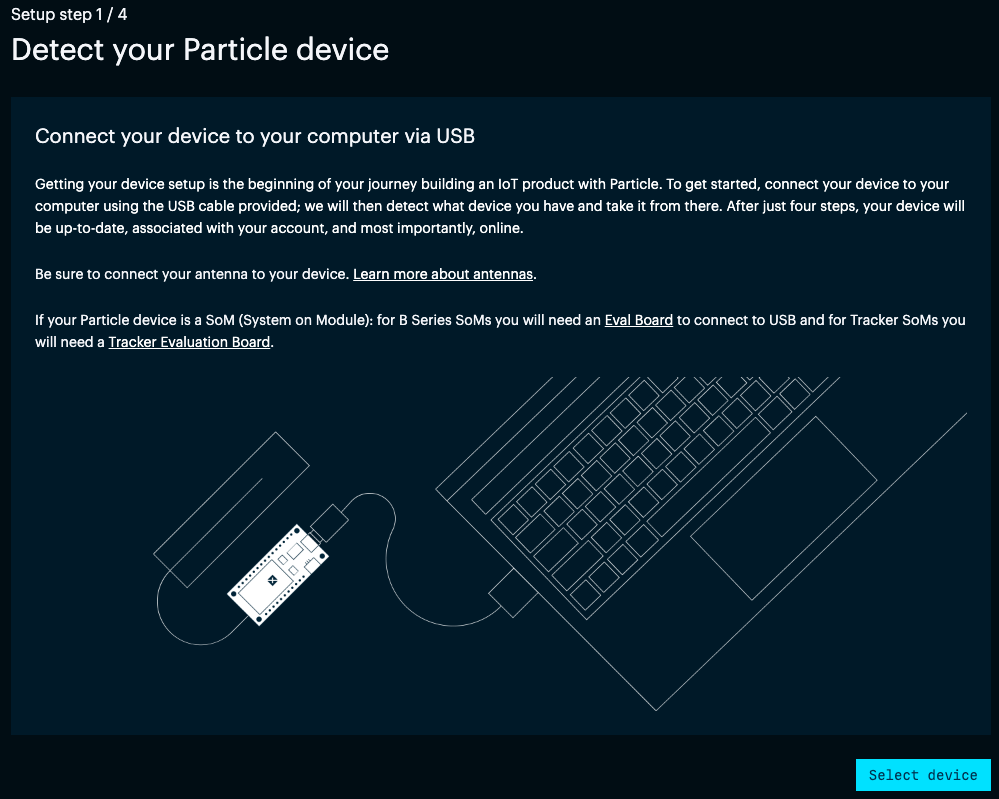 Setup step 1 / 4
Detect your Particle device
Connect your device to your computer via USB
Getting your device setup is the beginning of your journey building an IoT product with Particle. To get started, connect your device to your
computer using the USB cable provided; we will then detect what device you have and take it from there. After just four steps, your device will
be up-to-date, associated with your account, and most importantly, online.
Be sure to connect your antenna to your device. Learn more about antennas.
If your Particle device is a SoM (System on Module): for B Series SoMs you will need an Eval Board to connect to USB and for Tracker SoMs you
will need a Tracker Evaluation Board.
Select device